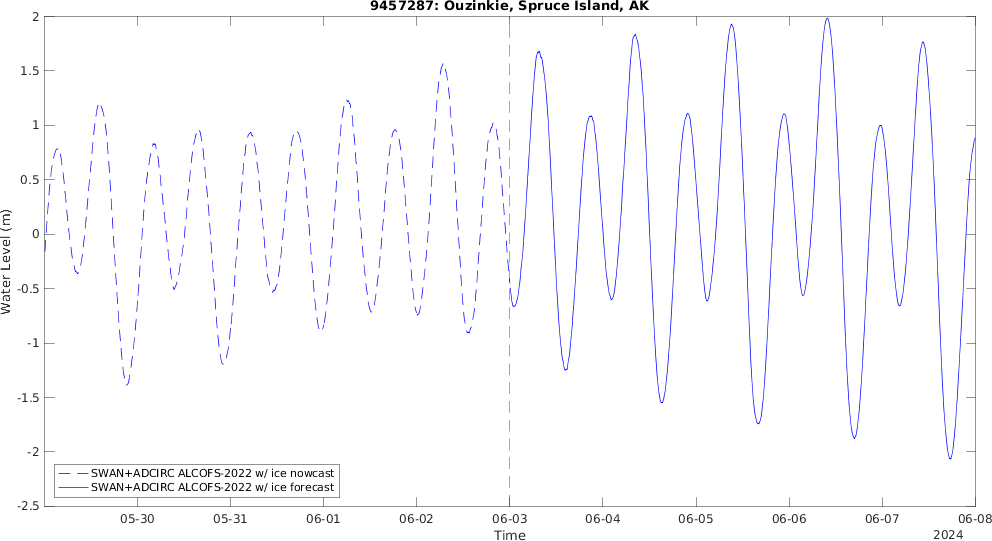 9457287: Ouzinkie, Spruce Island, AK
2
1.5
1
0.5
0
-0.5
-1
-1.5
-2
-2.5
Water Level (m)
SWAN+ADCIRC ALCOFS-2022 w/ ice nowcast
SWAN+ADCIRC ALCOFS-2022 w/ ice forecast
05-30 05-31 06-01 06-02 06-03 06-04 06-05 06-06 06-07 06-08
Time
2024